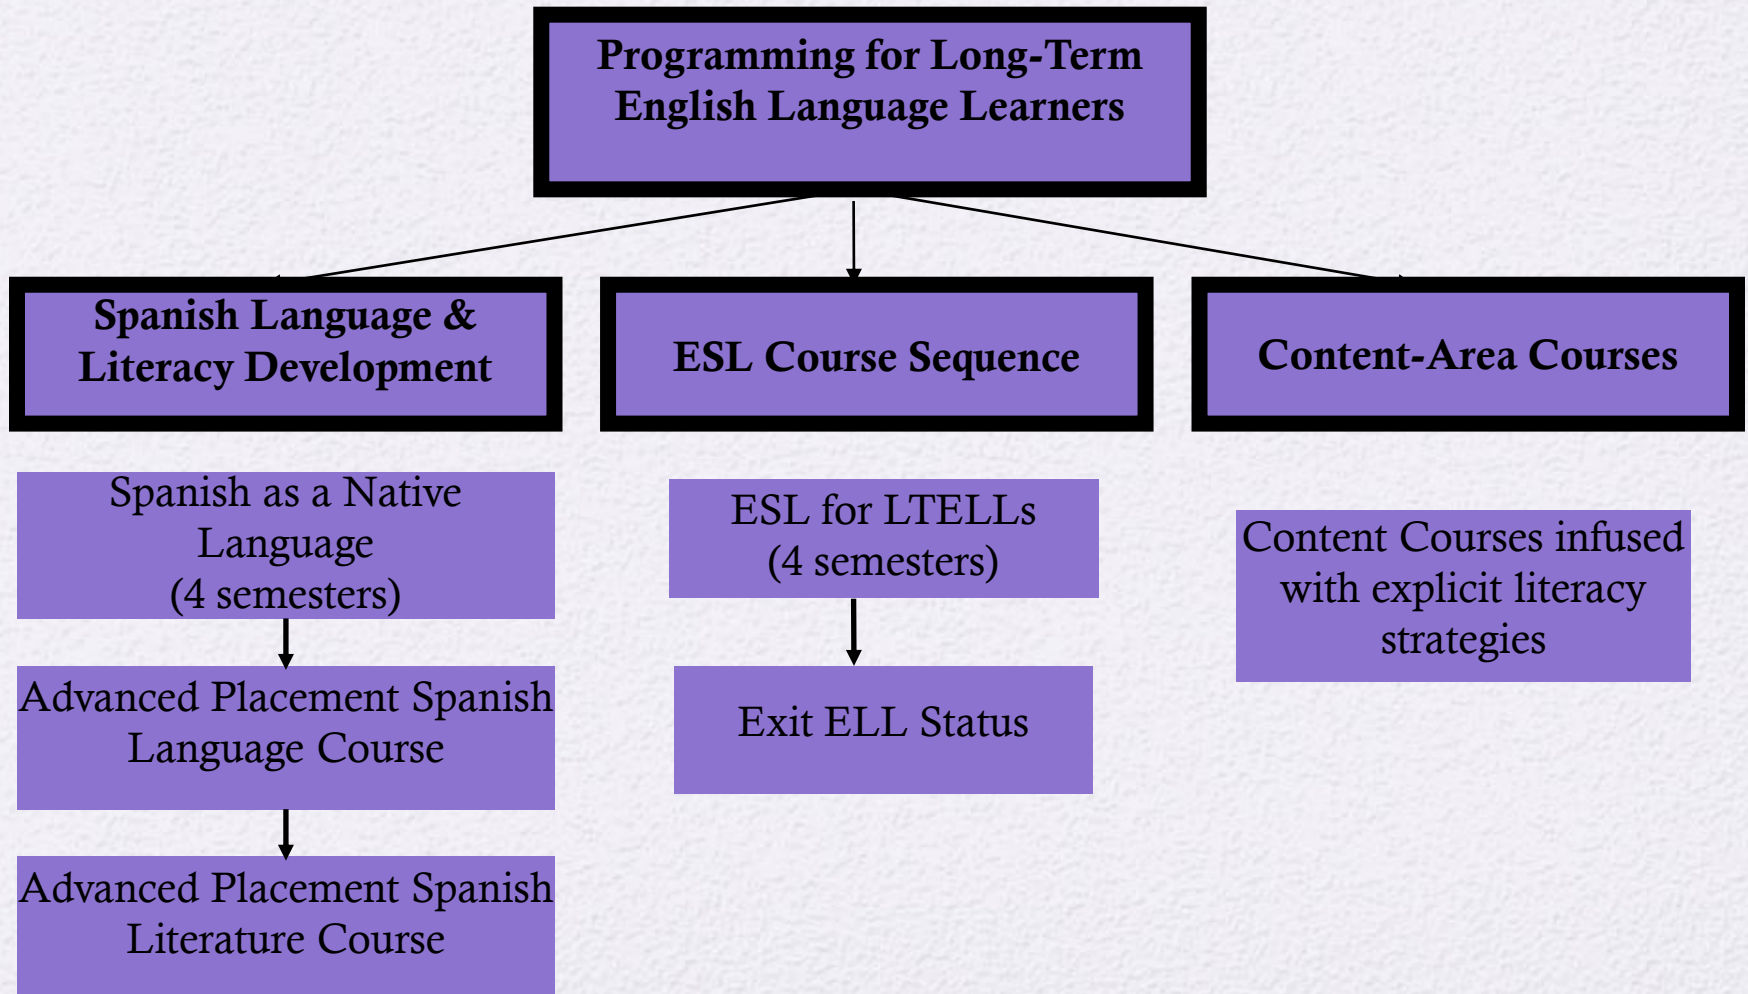 Programming for Long-Term
English Language Learners
Spanish Language &
Literacy Development
ESL Course Sequence
Content-Area Courses
Spanish as a Native
Language
(4 semesters)
Advanced Placement Spanish
Language Course
Advanced Placement Spanish
Literature Course
ESL for LTELLs
(4 semesters)
Exit ELL Status
Content Courses infused
with explicit literacy
strategies